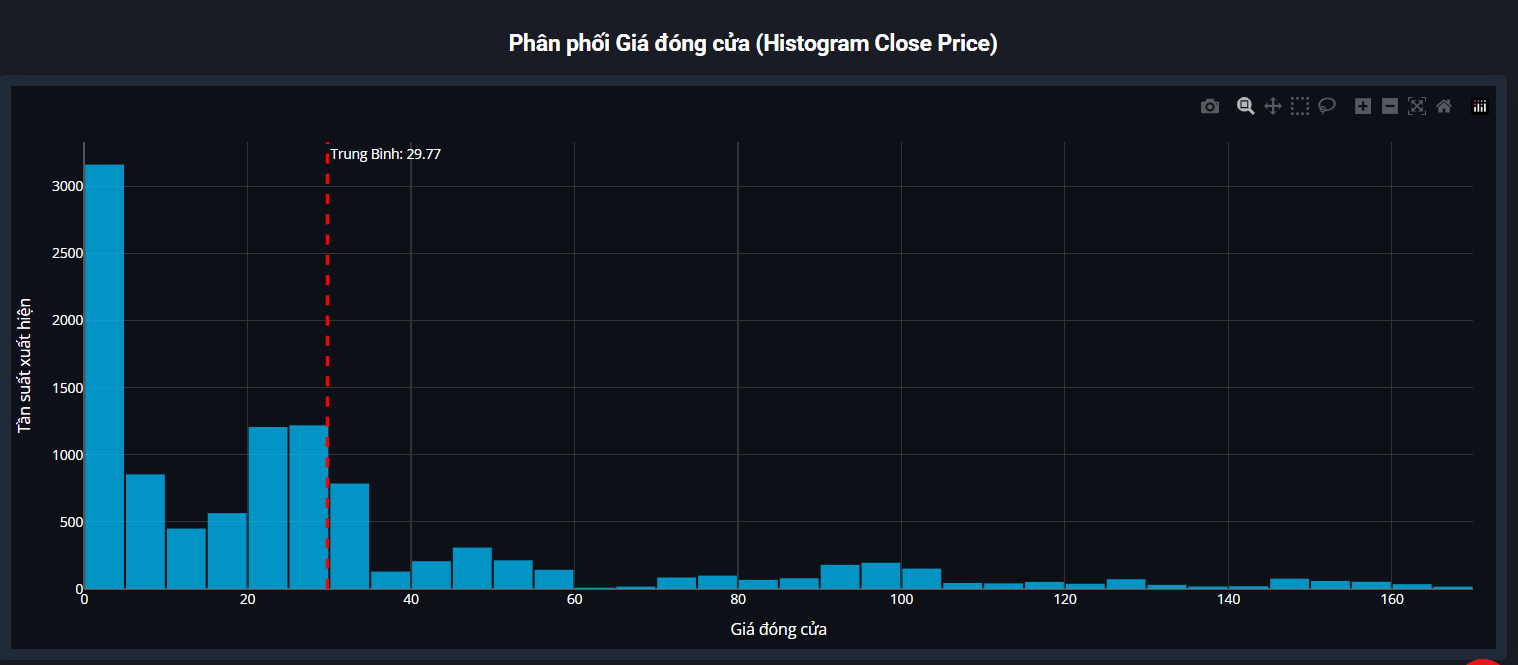 Phân phối Giá đóng cửa (Histogram Close Price)
Trung Bình: 29.77
3000
2500
2000
1500
1000
500
0
Tần suất xuất hiện
0 20 40 60 80 100 120 140 160
Giá đóng cửa